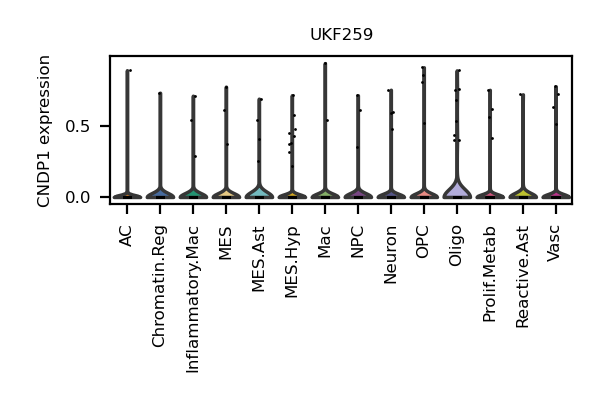 UKF259
CNDP1 expression
0.5
0.0
AC
Chromatin.Reg
Inflammatory.Mac
MES
MES.Ast
MES.Hyp
Mac
NPC
Neuron
OPC
Oligo
Prolif.Metab
Reactive.Ast
Vasc